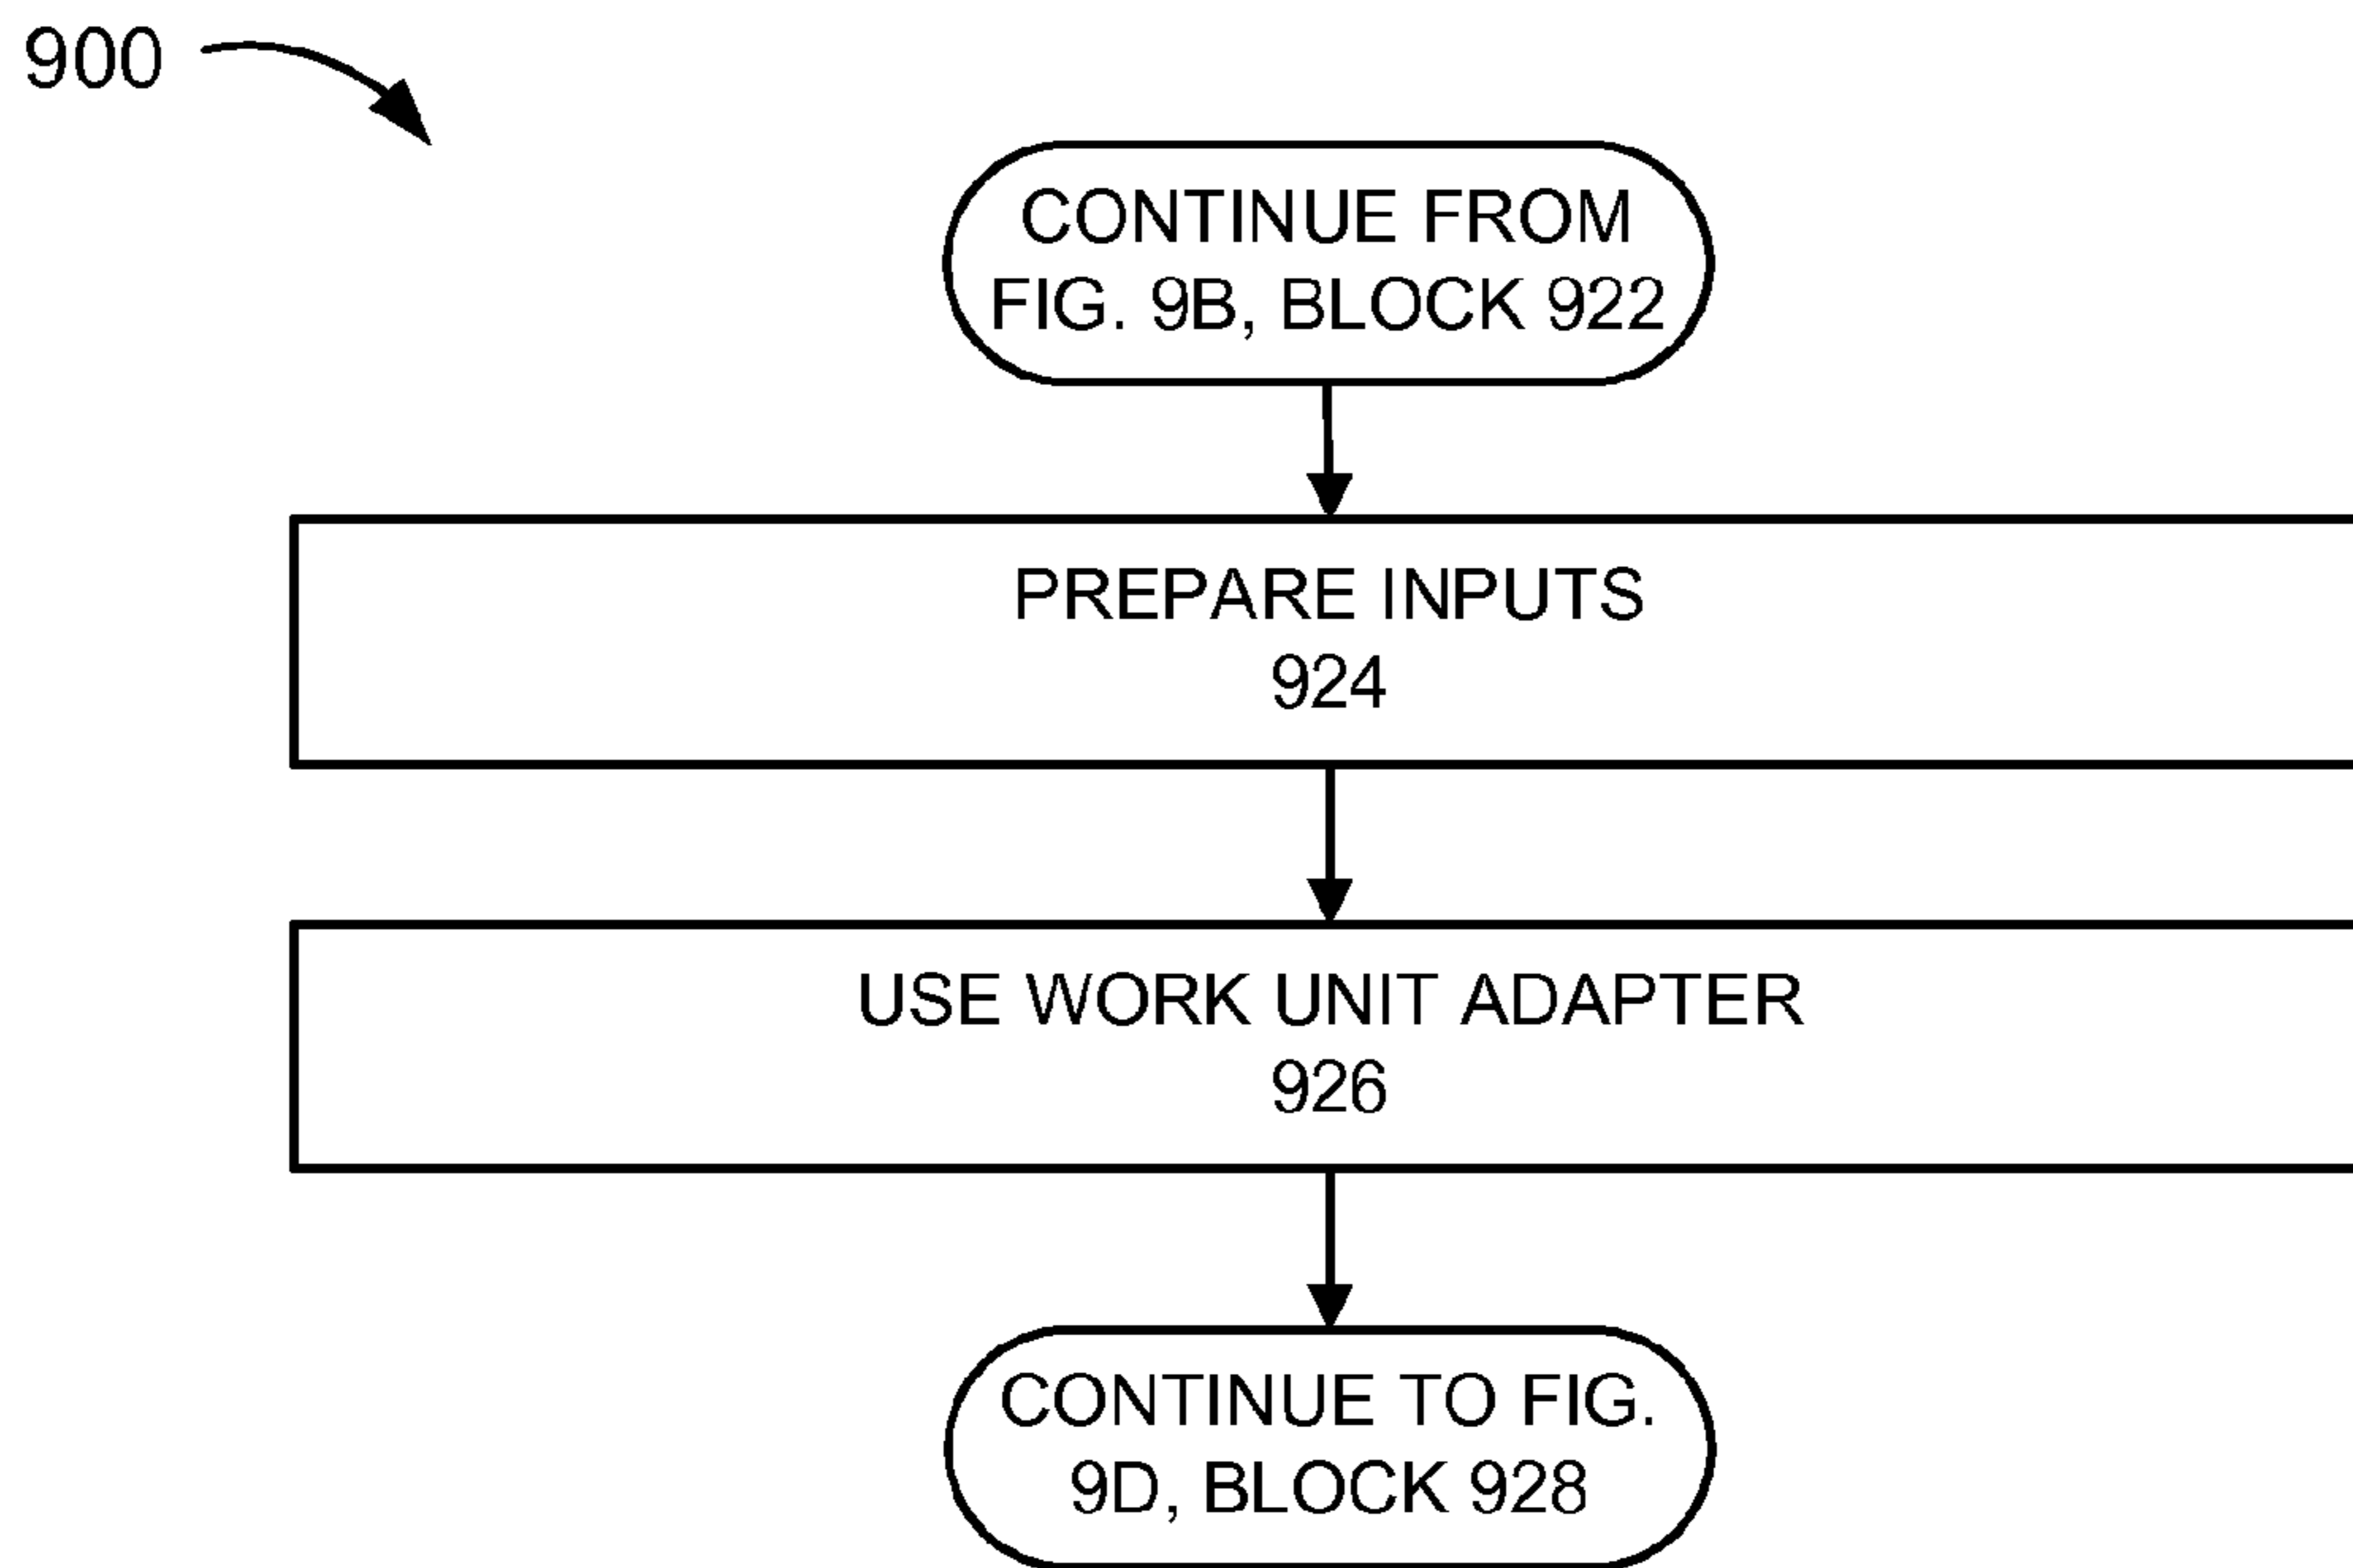 900
CONTINUE FROM
FIG. 9B, BLOCK 922
PREPARE INPUTS
924
USE WORK UNIT ADAPTER
926
CONTINUE TO FIG.
9D, BLOCK 928